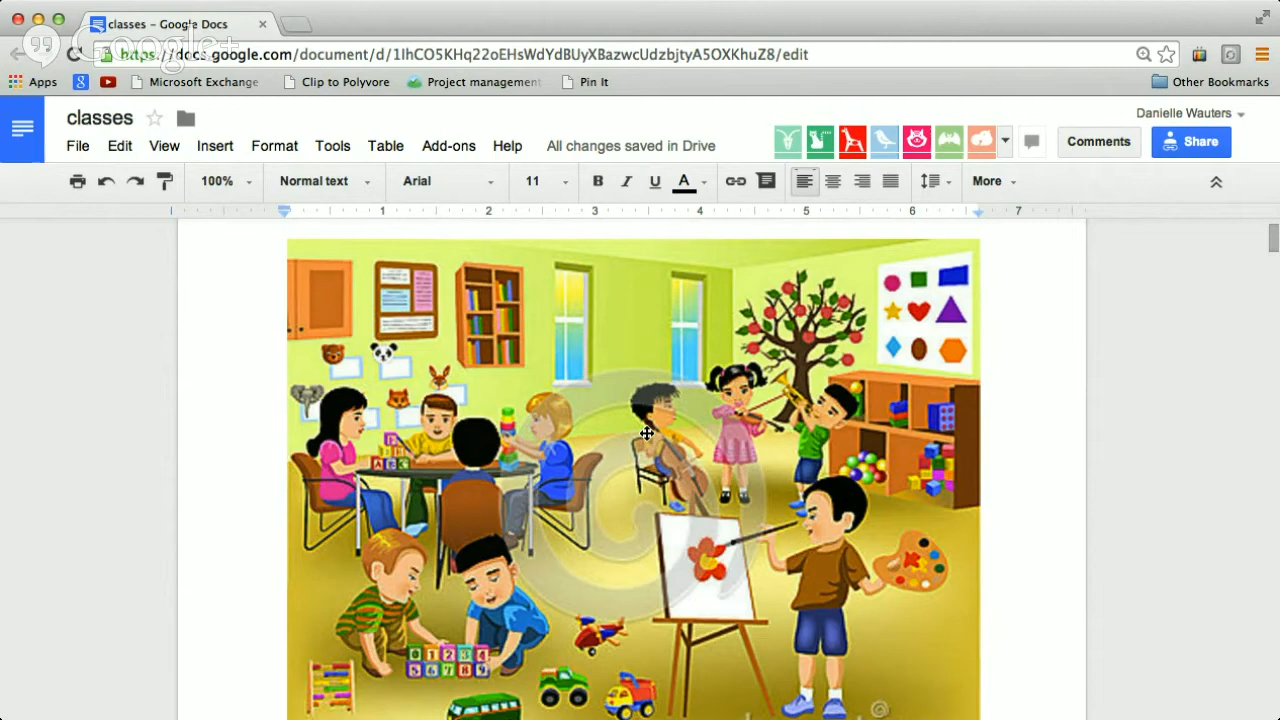 classes - Google Docs
Google+
https://docs.google.com/document/d/1lhCO5KHq22oEHsWdYdBUyXBazwcUdzbjtyA5OXKhuZ8/edit
Apps Microsoft Exchange Clip to Polyvore Project management Pin It Other Bookmarks
classes Danielle Wauters
File Edit View Insert Format Tools Table Add-ons Help All changes saved in Drive Comments Share
100% Normal text Arial 11 B I U A More
1 2 3 4 5 6 7
A B C
0 1 2 3 4
5 6 7 8 9